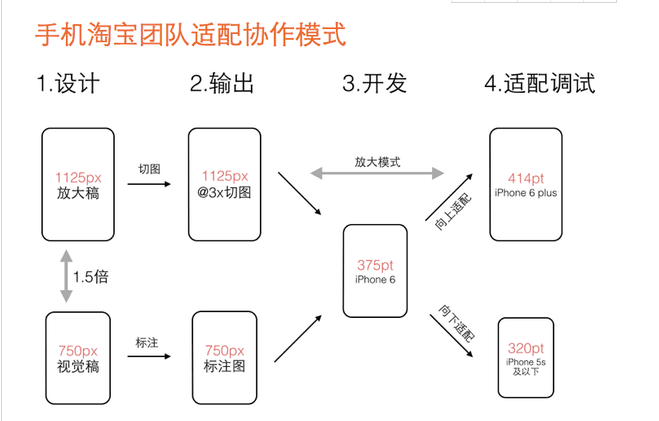 手机淘宝团队适配协作模式
1.设计
2.输出
3.开发
4.适配调试
1125px
放大稿
切图
1125px
@3x切图
放大模式
414pt
iPhone 6 plus
向上适配
375pt
iPhone 6
1.5倍
750px
视觉稿
标注
750px
标注图
向下适配
320pt
iPhone 5s
及以下